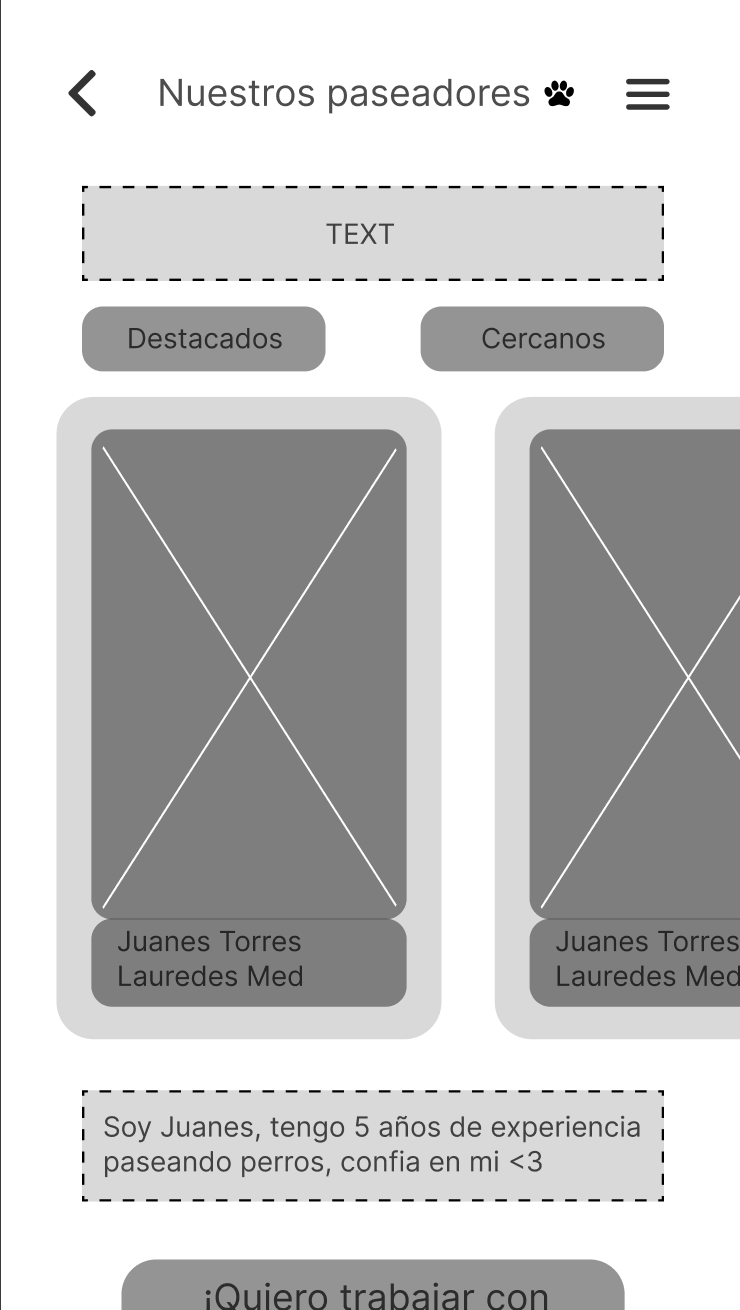 Nuestros paseadores
TEXT
Destacados
Cercanos
Juanes Torres
Lauredes Med
Juanes Torres
Lauredes Med
Soy Juanes, tengo 5 años de experiencia
paseando perros, confia en mi <3
¡Quiero trabajar con